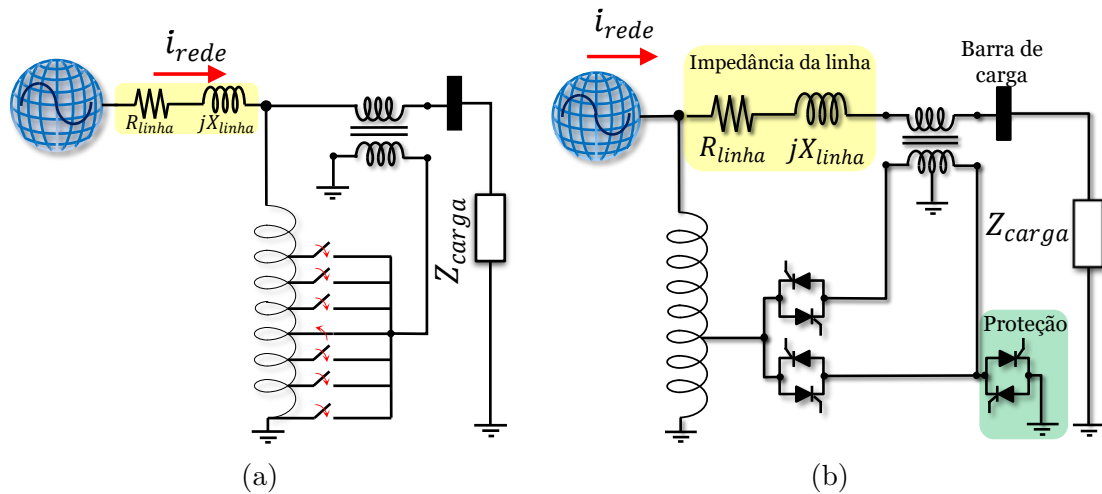 i_rede
R_linha
jX_linha
Z_carga
(a)
i_rede
Impedância da linha
R_linha
jX_linha
Barra de
carga
Z_carga
Proteção
(b)